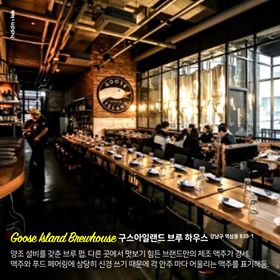 haddin.seoul
GOOSE
ISLAND
Goose Island Brewhouse 구스아일랜드 브루 하우스 강남구 역삼동 833-1
양조 설비를 갖춘 브루 펍. 다른 곳에서 맛보기 힘든 브랜드만의 제조 맥주가 강세.
맥주와 푸드 페어링에 상당히 신경 쓰기 때문에 각 안주 마다 어울리는 맥주를 표기해둠.